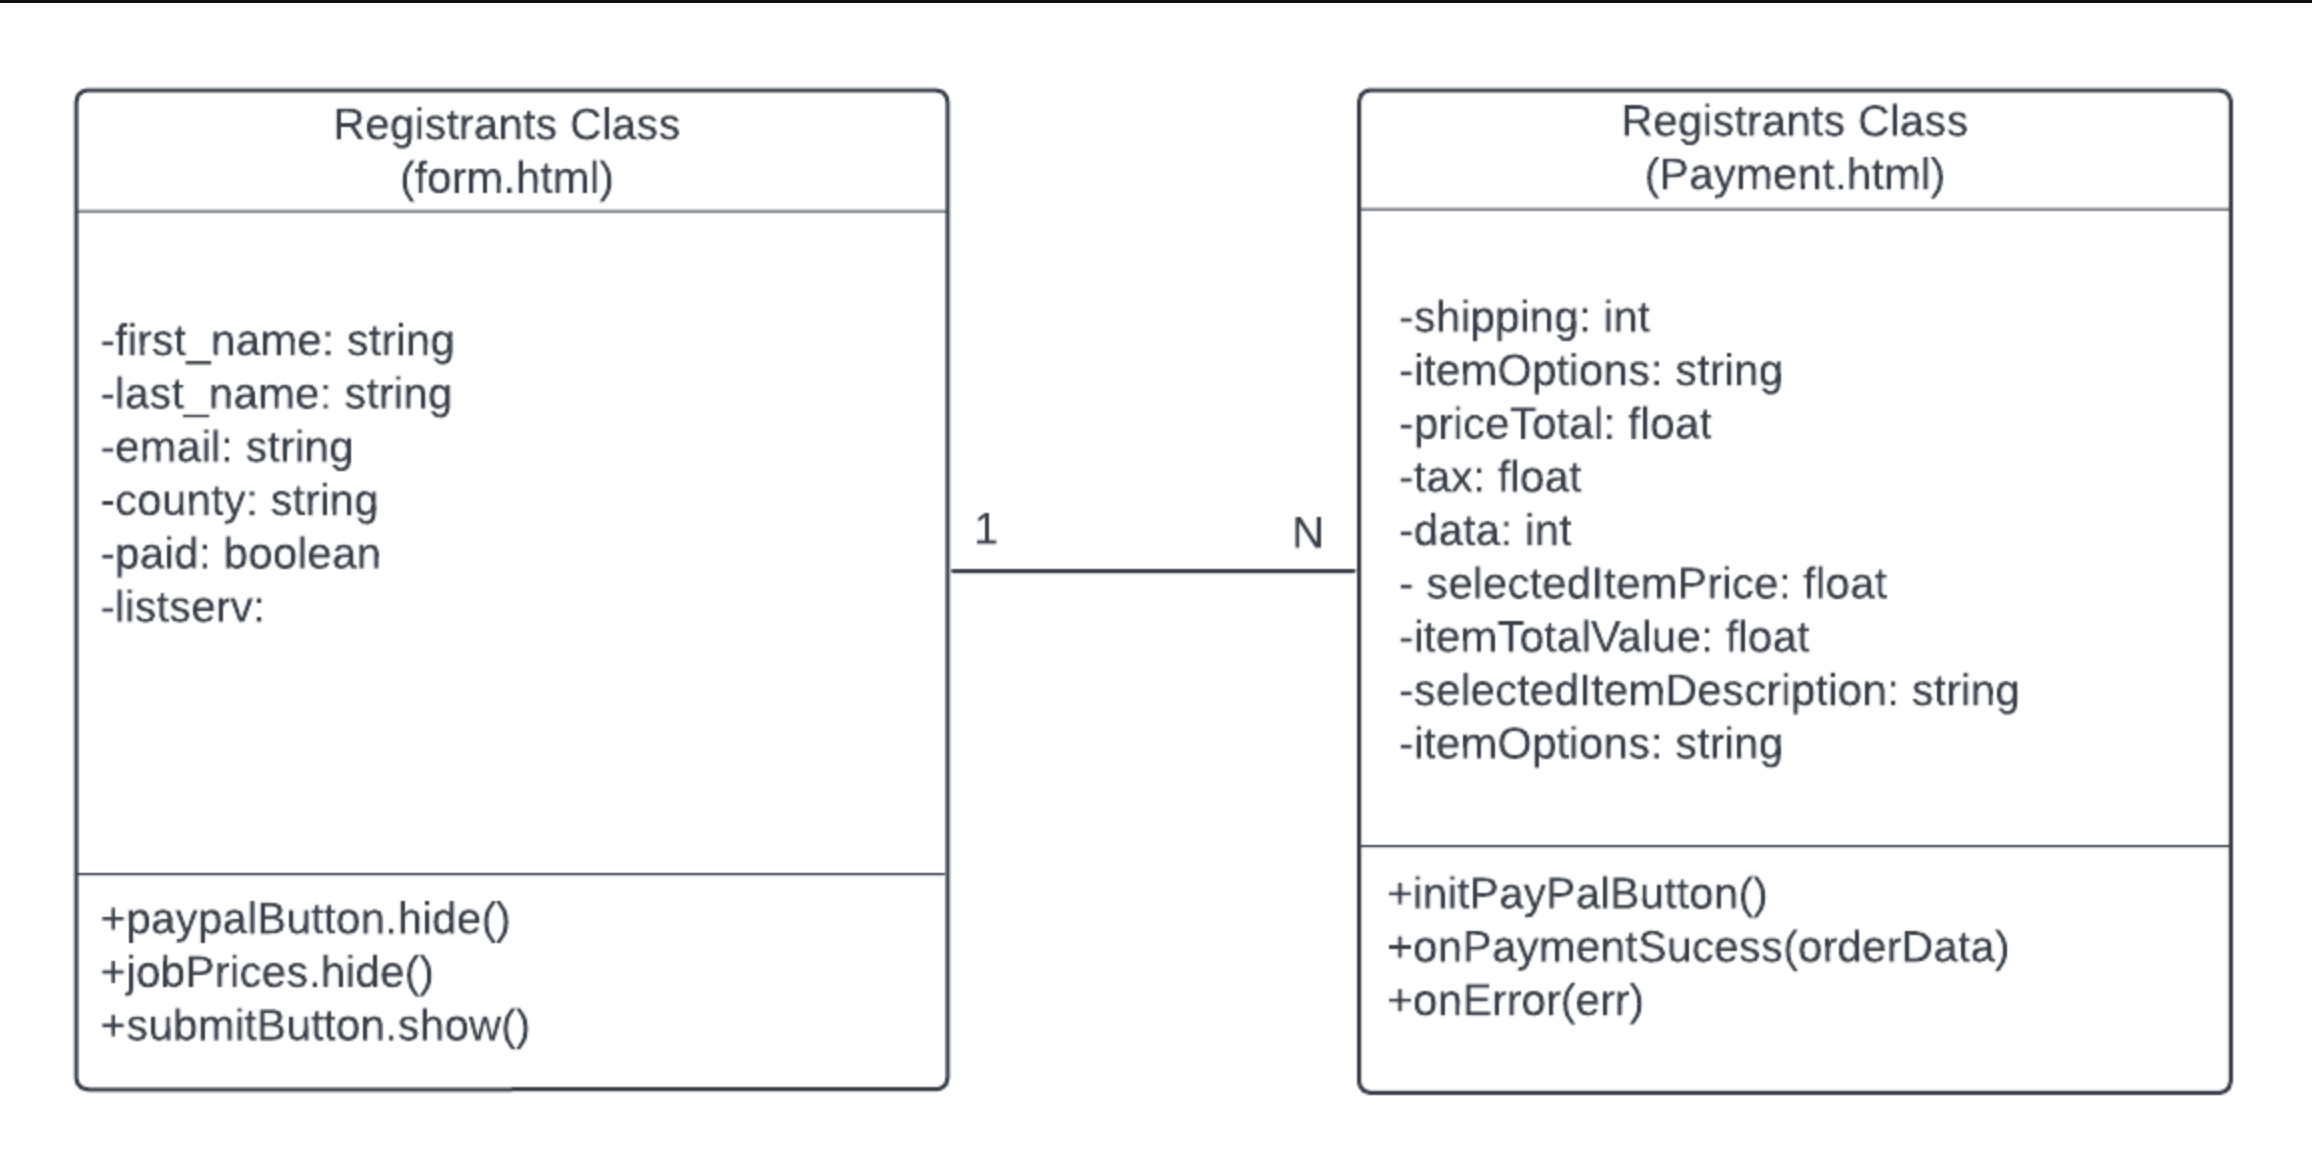 Registrants Class
(form.html)
-first_name: string
-last_name: string
-email: string
-county: string
-paid: boolean
-listserv:
+paypalButton.hide()
+jobPrices.hide()
+submitButton.show()
1
N
Registrants Class
(Payment.html)
-shipping: int
-itemOptions: string
-priceTotal: float
-tax: float
-data: int
- selectedItemPrice: float
-itemTotalValue: float
-selectedItemDescription: string
-itemOptions: string
+initPayPalButton()
+onPaymentSucess(orderData)
+onError(err)